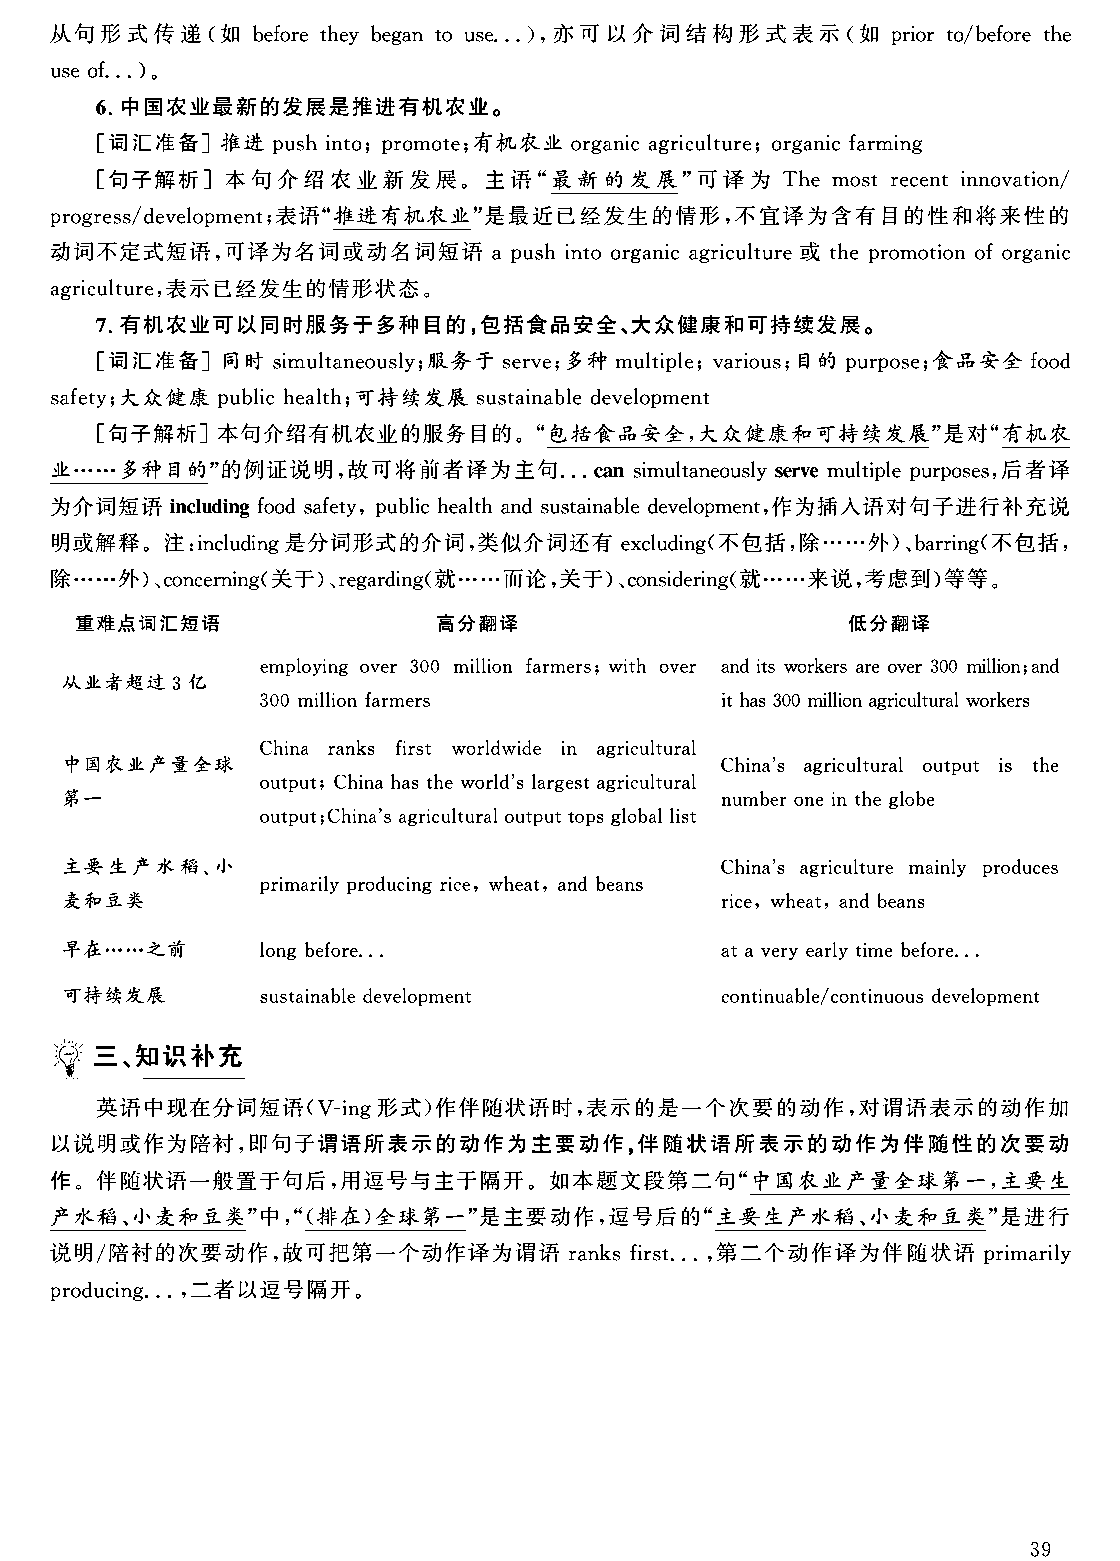 从句形式传递(如 before they began to use...),亦可以介词结构形式表示(如 prior to/before the
use of...)。
6. 中国农业最新的发展是推进有机农业。
[词汇准备] 推进 push into; promote;有机农业 organic agriculture; organic farming
[句子解析] 本句介绍农业新发展。主语“最新的发展”可译为 The most recent innovation/
progress/development;表语“推进有机农业”是最近已经发生的情形,不宜译为含有目的性和将来性的
动词不定式短语,可译为名词或动名词短语 a push into organic agriculture 或 the promotion of organic
agriculture,表示已经发生的情形状态。
7. 有机农业可以同时服务于多种目的,包括食品安全、大众健康和可持续发展。
[词汇准备] 同时 simultaneously;服务于 serve;多种 multiple; various;目的 purpose;食品安全 food
safety;大众健康 public health;可持续发展 sustainable development
[句子解析] 本句介绍有机农业的服务目的。“包括食品安全,大众健康和可持续发展”是对“有机农
业……多种目的”的例证说明,故可将前者译为主句...can simultaneously serve multiple purposes,后者译
为介词短语 including food safety, public health and sustainable development,作为插入语对句子进行补充说
明或解释。注:including 是分词形式的介词,类似介词还有 excluding(不包括,除……外)、barring(不包括,
除……外)、concerning(关于)、regarding(就……而论,关于)、considering(就……来说,考虑到)等等。
重难点词汇短语 高分翻译 低分翻译
从业者超过 3 亿 employing over 300 million farmers; with over 300 million farmers and its workers are over 300 million;and it has 300 million agricultural workers
中国农业产量全球第一 China ranks first worldwide in agricultural output; China has the world's largest agricultural output;China's agricultural output tops global list China's agricultural output is the number one in the globe
主要生产水稻、小麦和豆类 primarily producing rice, wheat, and beans China's agriculture mainly produces rice, wheat, and beans
早在……之前 long before... at a very early time before...
可持续发展 sustainable development continuable/continuous development
三、知识补充
英语中现在分词短语(V-ing 形式)作伴随状语时,表示的是一个次要的动作,对谓语表示的动作加
以说明或作为陪衬,即句子谓语所表示的动作为主要动作,伴随状语所表示的动作为伴随性的次要动
作。伴随状语一般置于句后,用逗号与主干隔开。如本题文段第二句“中国农业产量全球第一,主要生
产水稻、小麦和豆类”中,“(排在)全球第一”是主要动作,逗号后的“主要生产水稻、小麦和豆类”是进行
说明/陪衬的次要动作,故可把第一个动作译为谓语 ranks first...,第二个动作译为伴随状语 primarily
producing...,二者以逗号隔开。
39